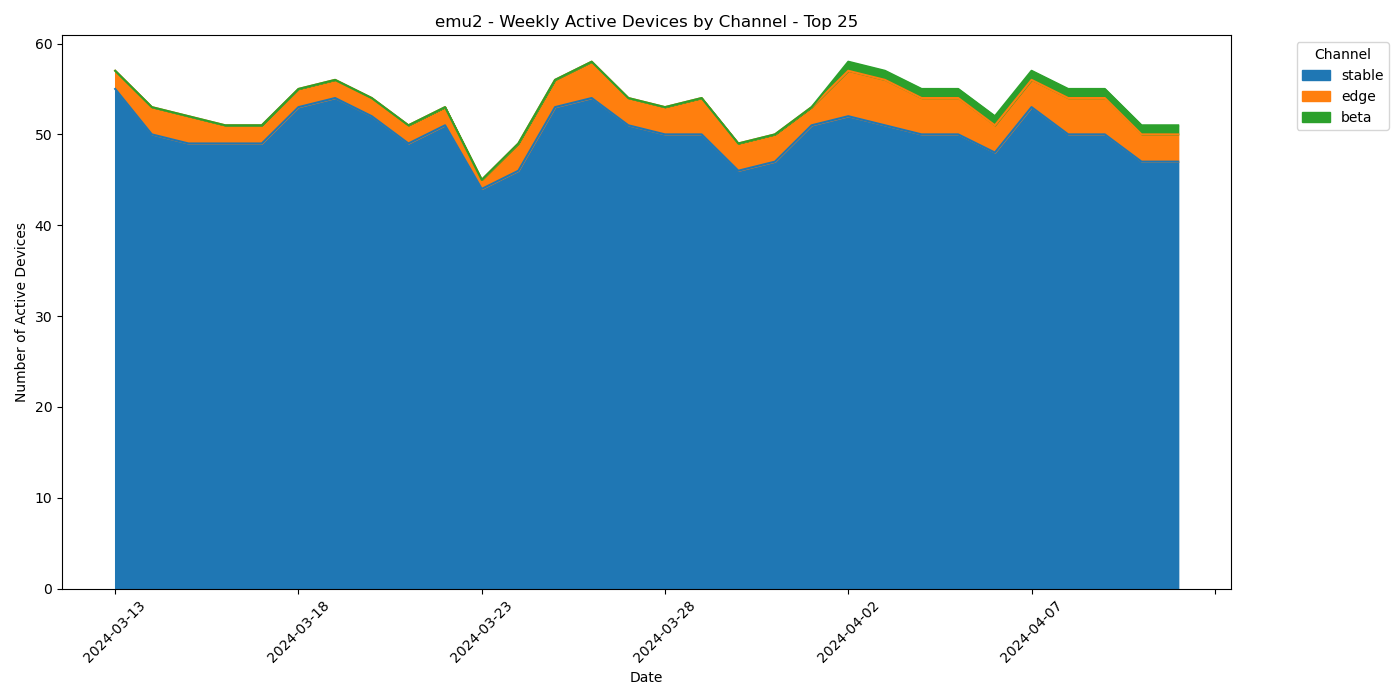 emu2 - Weekly Active Devices by Channel - Top 25
Channel
stable
edge
beta
Number of Active Devices
60
50
40
30
20
10
0
2024-03-13
2024-03-18
2024-03-23
2024-03-28
2024-04-02
2024-04-07
Date